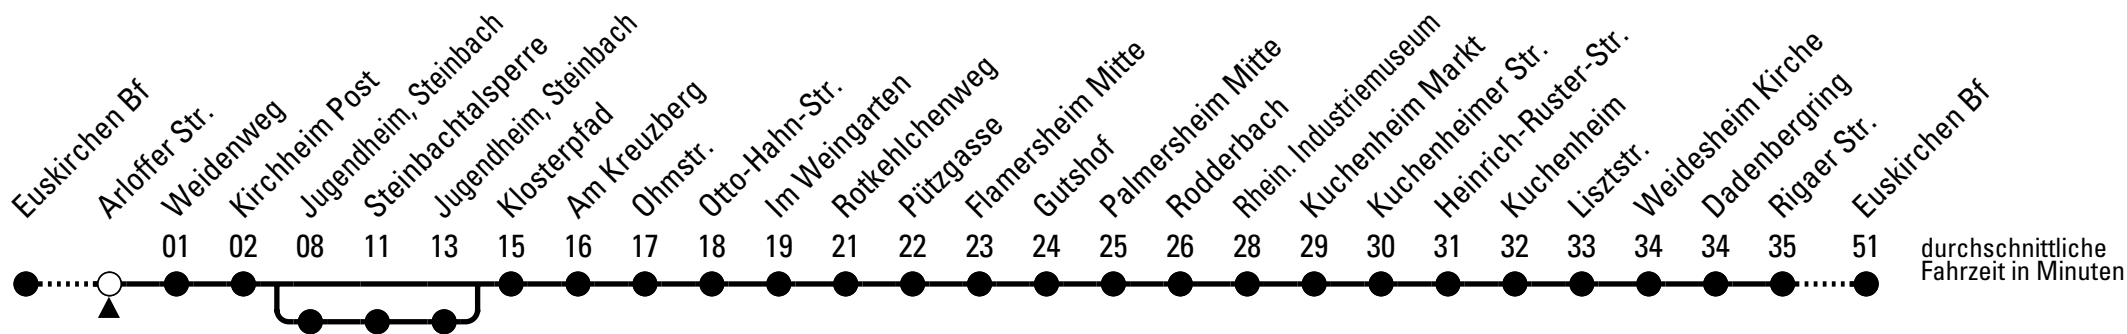 Euskirchen Bf
Arloffer Str.
Weidenweg
Kirchheim Post
Jugendheim, Steinbach
Steinbachtalsperre
Jugendheim, Steinbach
Klosterpfad
Am Kreuzberg
Ohmstr.
Otto-Hahn-Str.
Im Weingarten
Rotkehlchenweg
Pützgasse
Flamersheim Mitte
Gutshof
Palmersheim Mitte
Rodderbach
Rhein. Industriemuseum
Kuchenheim Markt
Kuchenheimer Str.
Heinrich-Ruster-Str.
Kuchenheim
Lisztstr.
Weidesheim Kirche
Dadenbergring
Rigaer Str.
Euskirchen Bf
01 02 08 11 13 15 16 17 18 19 21 22 23 24 25 26 28 29 30 31 32 33 34 34 35 51
durchschnittliche
Fahrzeit in Minuten